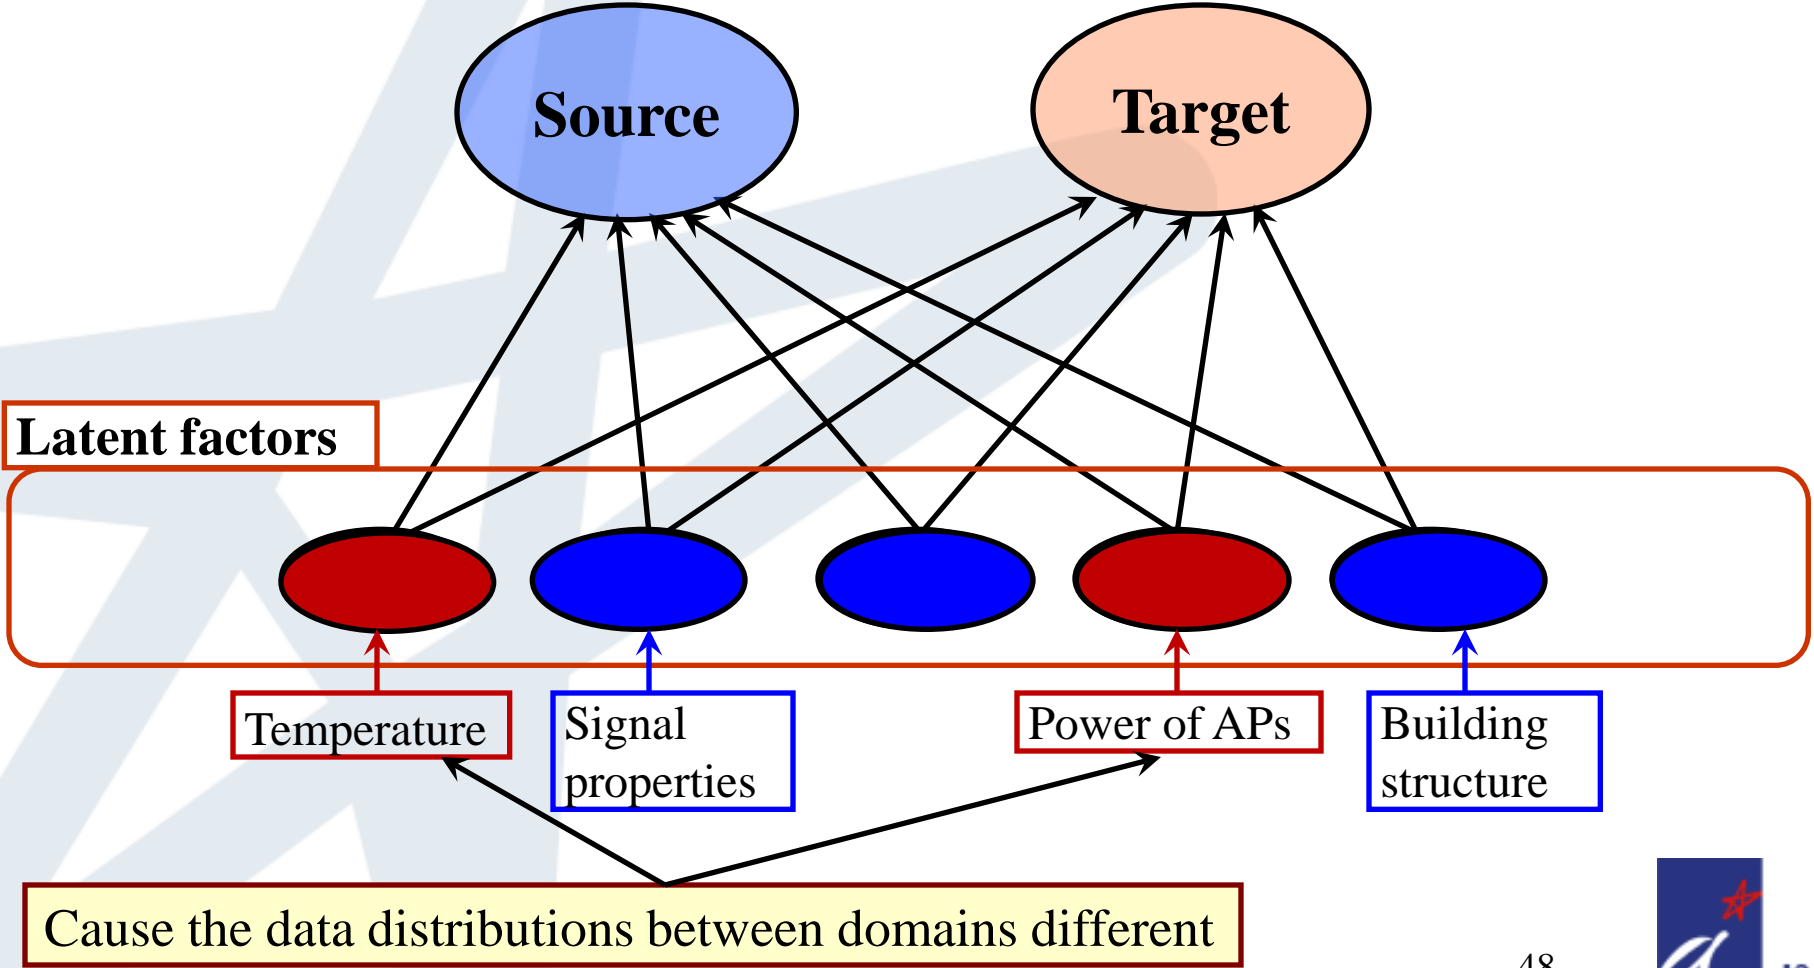 Source
Target
Latent factors
Temperature
Signal
properties
Power of APs
Building
structure
Cause the data distributions between domains different
48